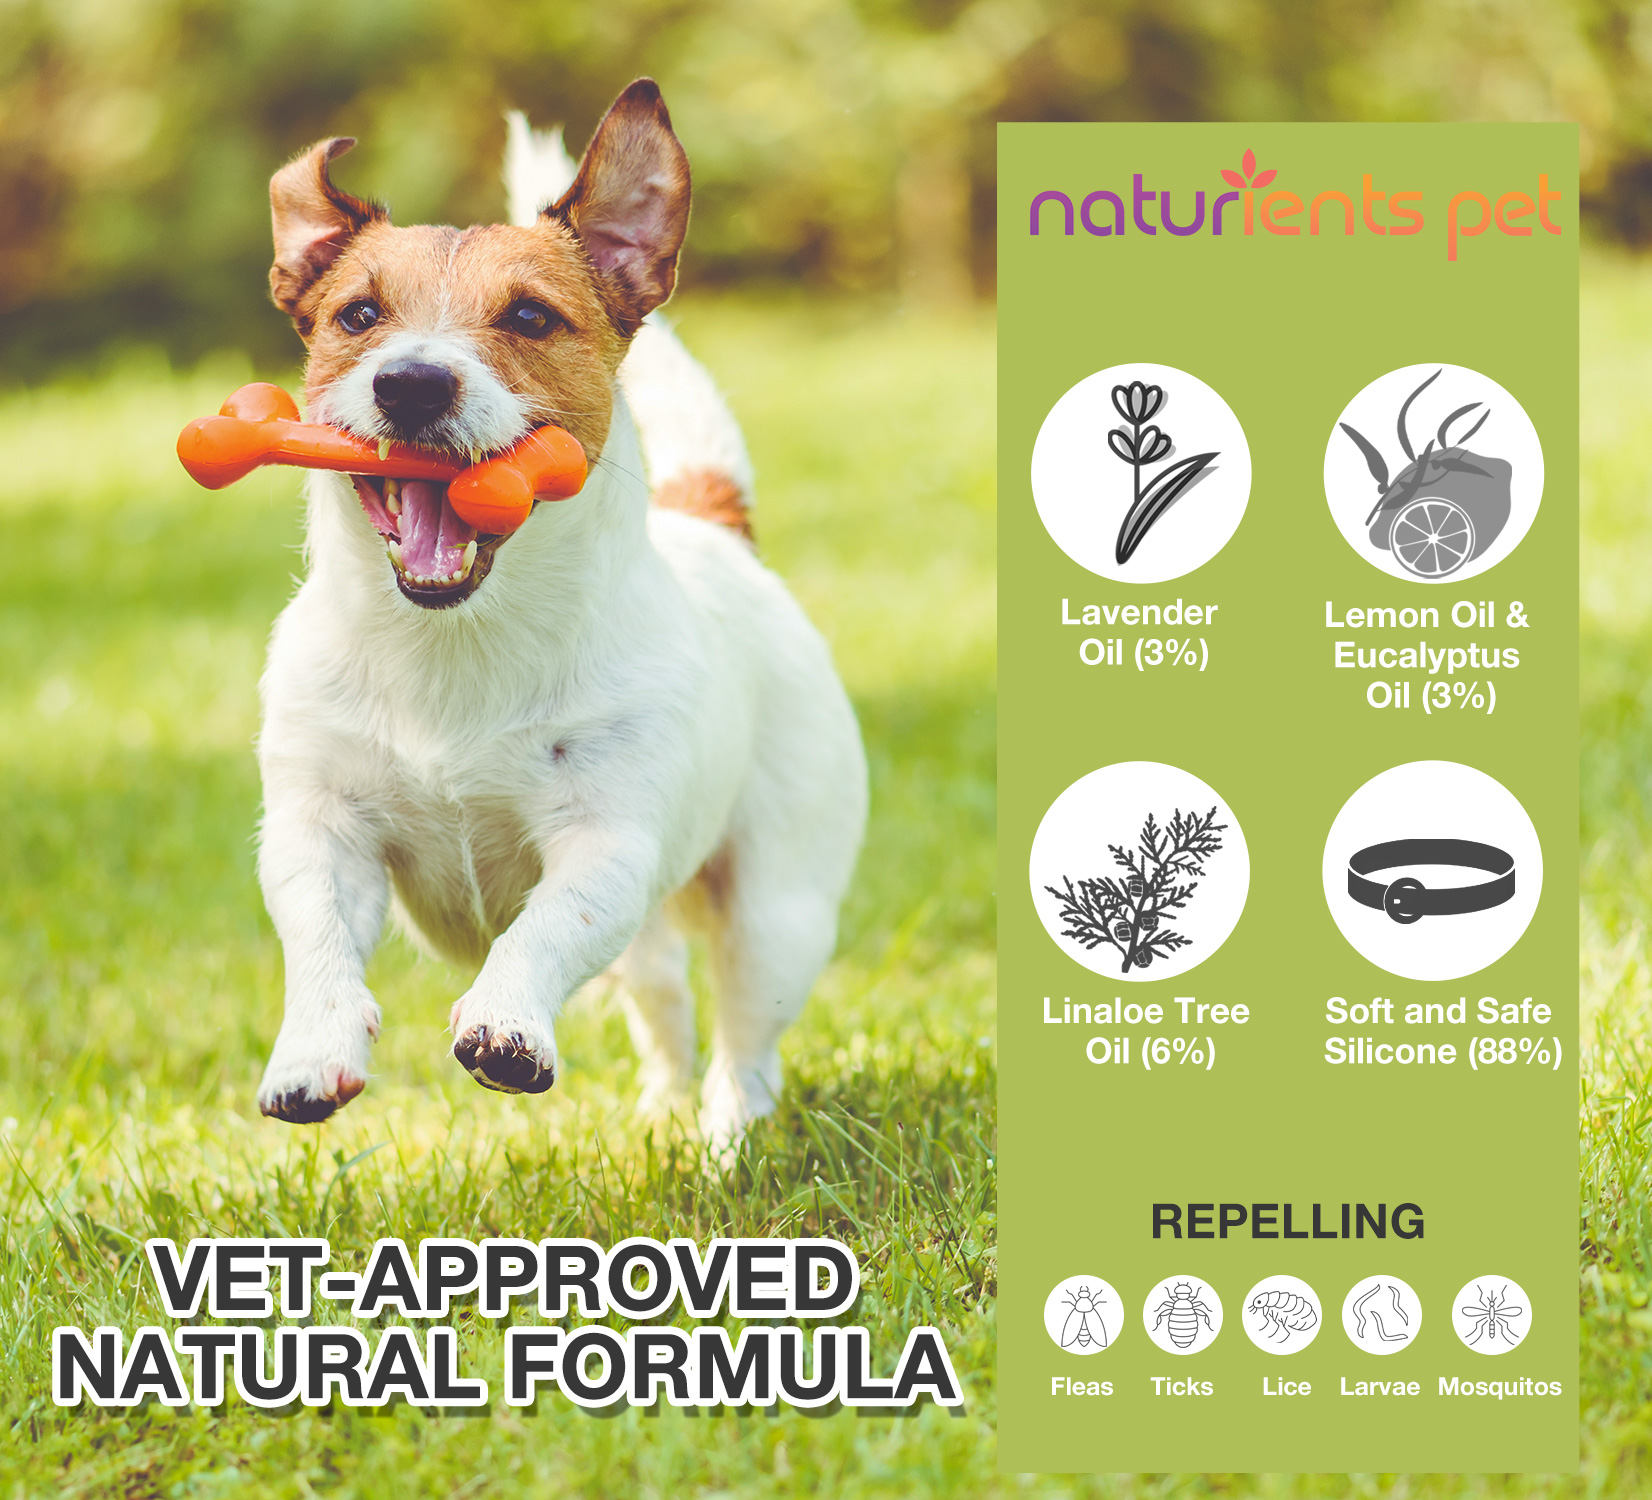 naturients pet
Lavender
Oil (3%)
Lemon Oil &
Eucalyptus
Oil (3%)
Linaloe Tree
Oil (6%)
Soft and Safe
Silicone (88%)
REPELLING
Fleas
Ticks
Lice
Larvae
Mosquitos
VET-APPROVED
NATURAL FORMULA